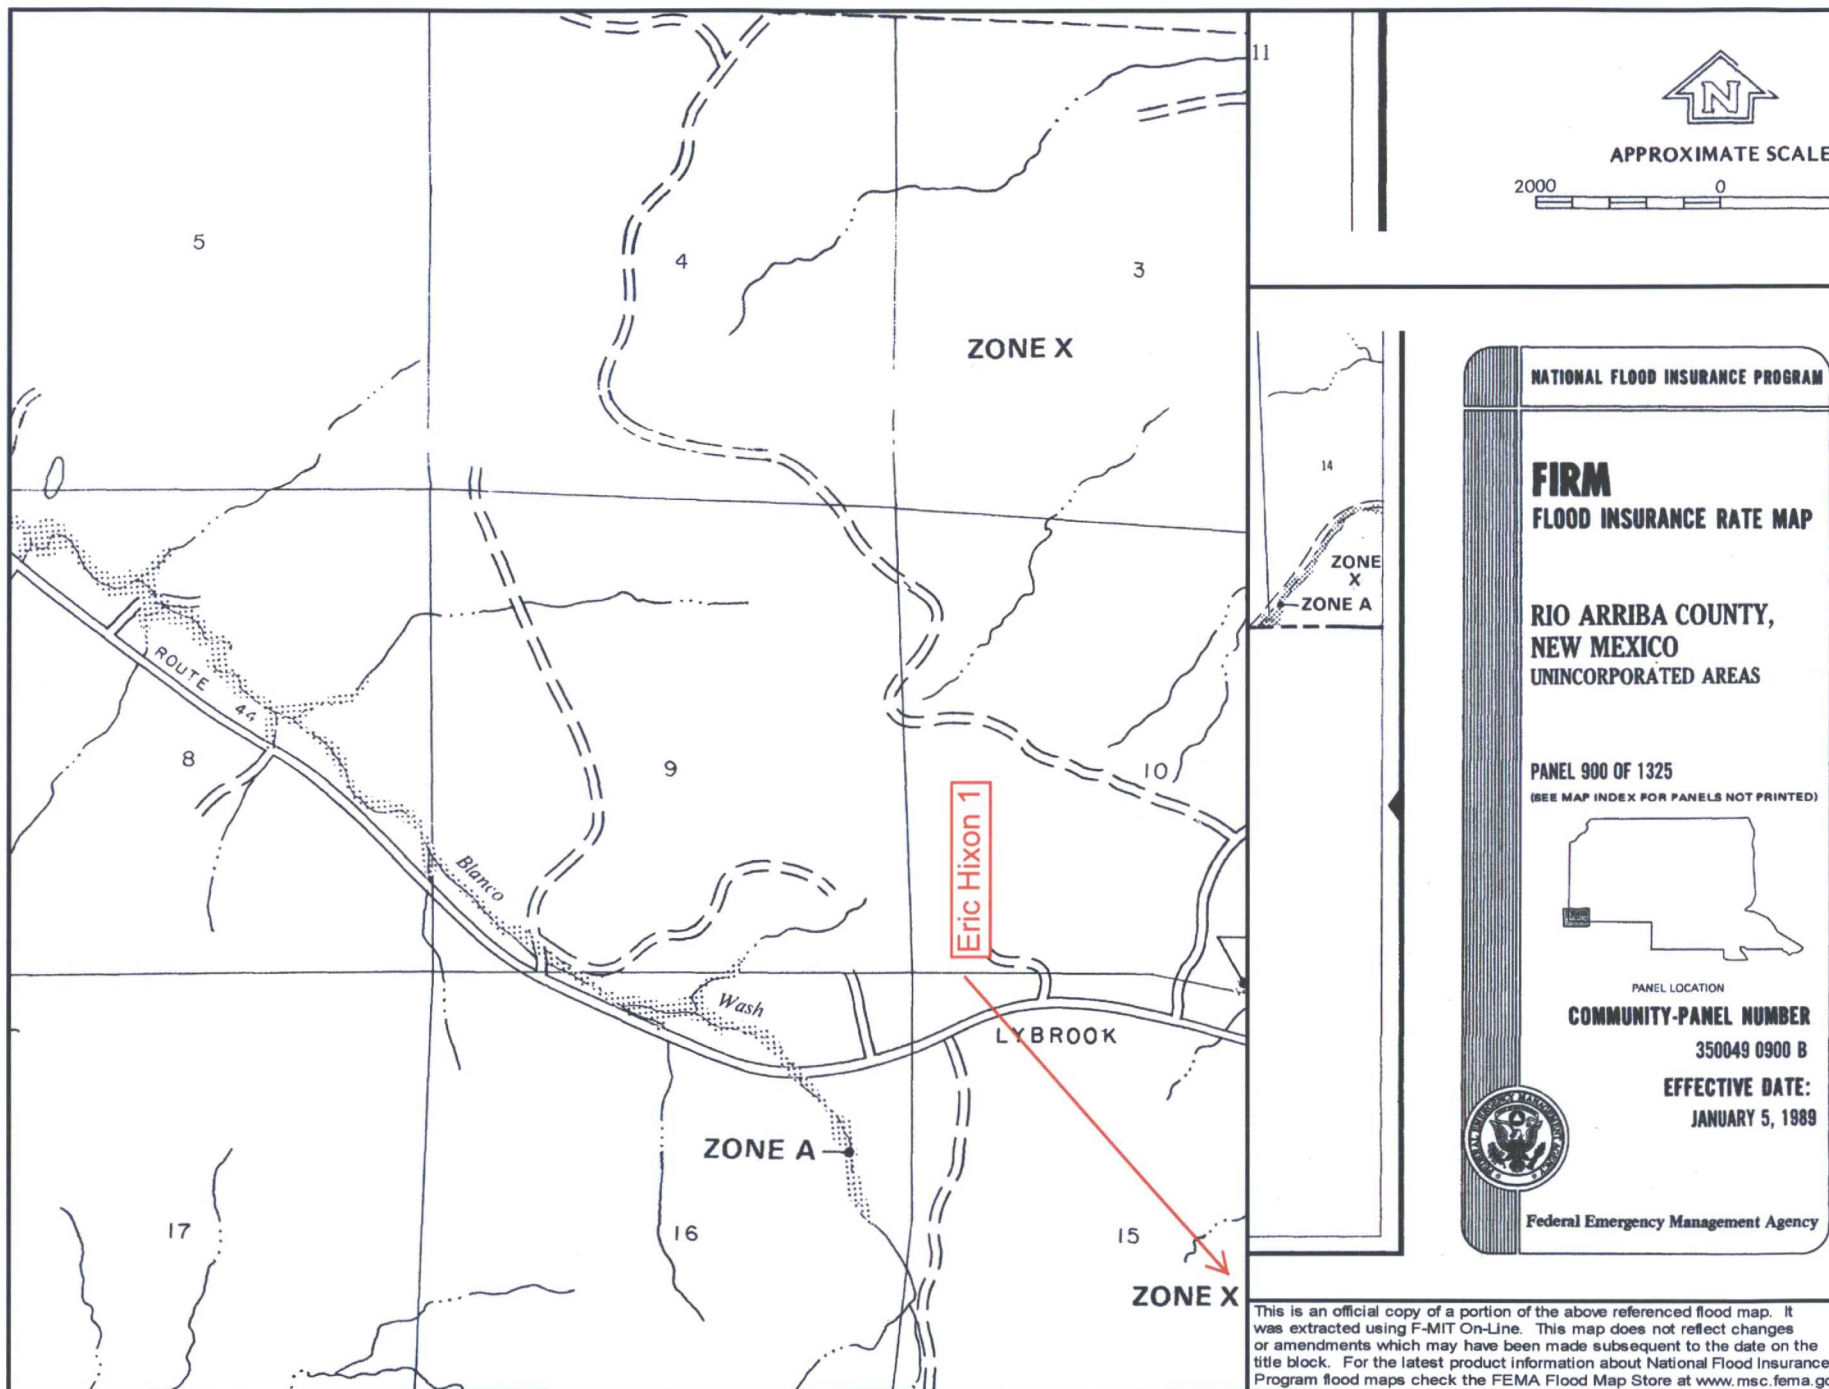 11
5
4
3
ZONE X
ROUTE
44
8
9
10
Blanco
Eric Hixon 1
Wash
LYBROOK
ZONE A
17
16
15
ZONE X
14
ZONE
X
ZONE A
N
APPROXIMATE SCALE
2000
0
NATIONAL FLOOD INSURANCE PROGRAM
FIRM
FLOOD INSURANCE RATE MAP
RIO ARRIBA COUNTY,
NEW MEXICO
UNINCORPORATED AREAS
PANEL 900 OF 1325
(SEE MAP INDEX FOR PANELS NOT PRINTED)
PANEL LOCATION
COMMUNITY-PANEL NUMBER
350049 0900 B
EFFECTIVE DATE:
JANUARY 5, 1989
FEDERAL EMERGENCY MANAGEMENT AGENCY
Federal Emergency Management Agency
This is an official copy of a portion of the above referenced flood map. It
was extracted using F-MIT On-Line. This map does not reflect changes
or amendments which may have been made subsequent to the date on the
title block. For the latest product information about National Flood Insurance
Program flood maps check the FEMA Flood Map Store at www.msc.fema.go